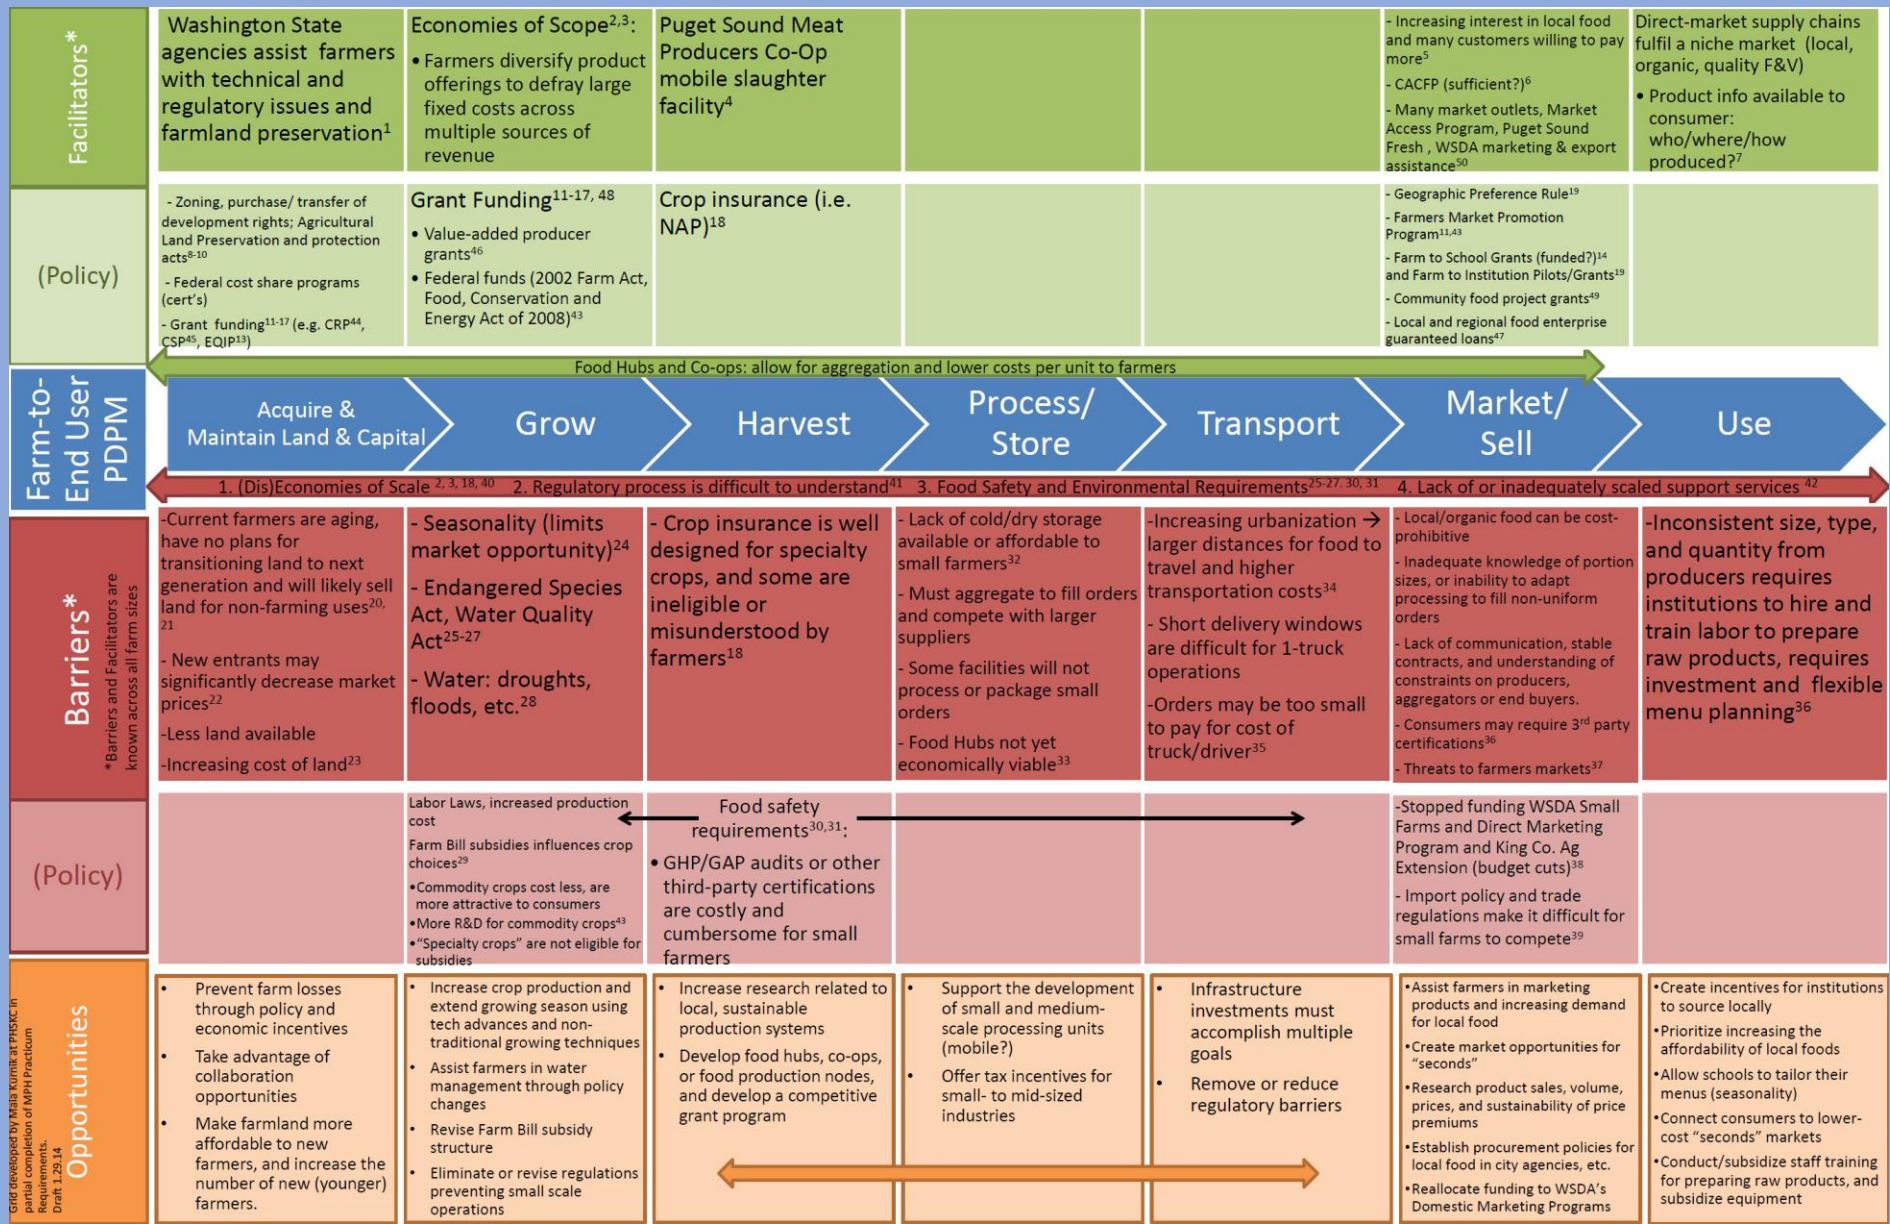 Facilitators*
Washington State
agencies assist farmers
with technical and
regulatory issues and
farmland preservation1
Economies of Scope2,3:
• Farmers diversify product
offerings to defray large
fixed costs across
multiple sources of
revenue
Puget Sound Meat
Producers Co-Op
mobile slaughter
facility4
- Increasing interest in local food
and many customers willing to pay
more5
- CACFP (sufficient?)6
- Many market outlets, Market
Access Program, Puget Sound
Fresh , WSDA marketing & export
assistance50
Direct-market supply chains
fulfil a niche market (local,
organic, quality F&V)
• Product info available to
consumer:
who/where/how
produced?7
(Policy)
- Zoning, purchase/ transfer of
development rights; Agricultural
Land Preservation and protection
acts8-10
- Federal cost share programs
(cert's)
- Grant funding11-17 (e.g. CRP44,
CSP45, EQIP13)
Grant Funding11-17, 48
• Value-added producer
grants46
• Federal funds (2002 Farm Act,
Food, Conservation and
Energy Act of 2008)43
Crop insurance (i.e.
NAP)18
- Geographic Preference Rule19
- Farmers Market Promotion
Program11,43
- Farm to School Grants (funded?)14
and Farm to Institution Pilots/Grants19
- Community food project grants49
- Local and regional food enterprise
guaranteed loans47
Food Hubs and Co-ops: allow for aggregation and lower costs per unit to farmers
Farm-to-
End User
PDPM
Acquire &
Maintain Land & Capital
Grow
Harvest
Process/
Store
Transport
Market/
Sell
Use
1. (Dis)Economies of Scale 2, 3, 18, 40 2. Regulatory process is difficult to understand41 3. Food Safety and Environmental Requirements25-27. 30, 31 4. Lack of or inadequately scaled support services 42
Barriers*
*Barriers and Facilitators are
known across all farm sizes
-Current farmers are aging,
have no plans for
transitioning land to next
generation and will likely sell
land for non-farming uses20,
21
- New entrants may
significantly decrease market
prices22
-Less land available
-Increasing cost of land23
- Seasonality (limits
market opportunity)24
- Endangered Species
Act, Water Quality
Act25-27
- Water: droughts,
floods, etc.28
- Crop insurance is well
designed for specialty
crops, and some are
ineligible or
misunderstood by
farmers18
- Lack of cold/dry storage
available or affordable to
small farmers32
- Must aggregate to fill orders
and compete with larger
suppliers
- Some facilities will not
process or package small
orders
- Food Hubs not yet
economically viable33
-Increasing urbanization →
larger distances for food to
travel and higher
transportation costs34
- Short delivery windows
are difficult for 1-truck
operations
-Orders may be too small
to pay for cost of
truck/driver35
- Local/organic food can be cost-
prohibitive
- Inadequate knowledge of portion
sizes, or inability to adapt
processing to fill non-uniform
orders
- Lack of communication, stable
contracts, and understanding of
constraints on producers,
aggregators or end buyers.
- Consumers may require 3rd party
certifications36
- Threats to farmers markets37
-Inconsistent size, type,
and quantity from
producers requires
institutions to hire and
train labor to prepare
raw products, requires
investment and flexible
menu planning36
(Policy)
Labor Laws, increased production
cost
Farm Bill subsidies influences crop
choices29
•Commodity crops cost less, are
more attractive to consumers
•More R&D for commodity crops43
•"Specialty crops" are not eligible for
subsidies
Food safety
requirements30,31:
• GHP/GAP audits or other
third-party certifications
are costly and
cumbersome for small
farmers
-Stopped funding WSDA Small
Farms and Direct Marketing
Program and King Co. Ag
Extension (budget cuts)38
- Import policy and trade
regulations make it difficult for
small farms to compete39
Grid developed by Maia Kurnik at PHSKC in
partial completion of MPH Practicum
Requirements.
Draft 1.29.14
Opportunities
• Prevent farm losses
through policy and
economic incentives
• Take advantage of
collaboration
opportunities
• Make farmland more
affordable to new
farmers, and increase the
number of new (younger)
farmers.
• Increase crop production and
extend growing season using
tech advances and non-
traditional growing techniques
• Assist farmers in water
management through policy
changes
• Revise Farm Bill subsidy
structure
• Eliminate or revise regulations
preventing small scale
operations
• Increase research related to
local, sustainable
production systems
• Develop food hubs, co-ops,
or food production nodes,
and develop a competitive
grant program
• Support the development
of small and medium-
scale processing units
(mobile?)
• Offer tax incentives for
small- to mid-sized
industries
• Infrastructure
investments must
accomplish multiple
goals
• Remove or reduce
regulatory barriers
•Assist farmers in marketing
products and increasing demand
for local food
•Create market opportunities for
"seconds"
•Research product sales, volume,
prices, and sustainability of price
premiums
•Establish procurement policies for
local food in city agencies, etc.
•Reallocate funding to WSDA's
Domestic Marketing Programs
•Create incentives for institutions
to source locally
•Prioritize increasing the
affordability of local foods
•Allow schools to tailor their
menus (seasonality)
•Connect consumers to lower-
cost "seconds" markets
•Conduct/subsidize staff training
for preparing raw products, and
subsidize equipment